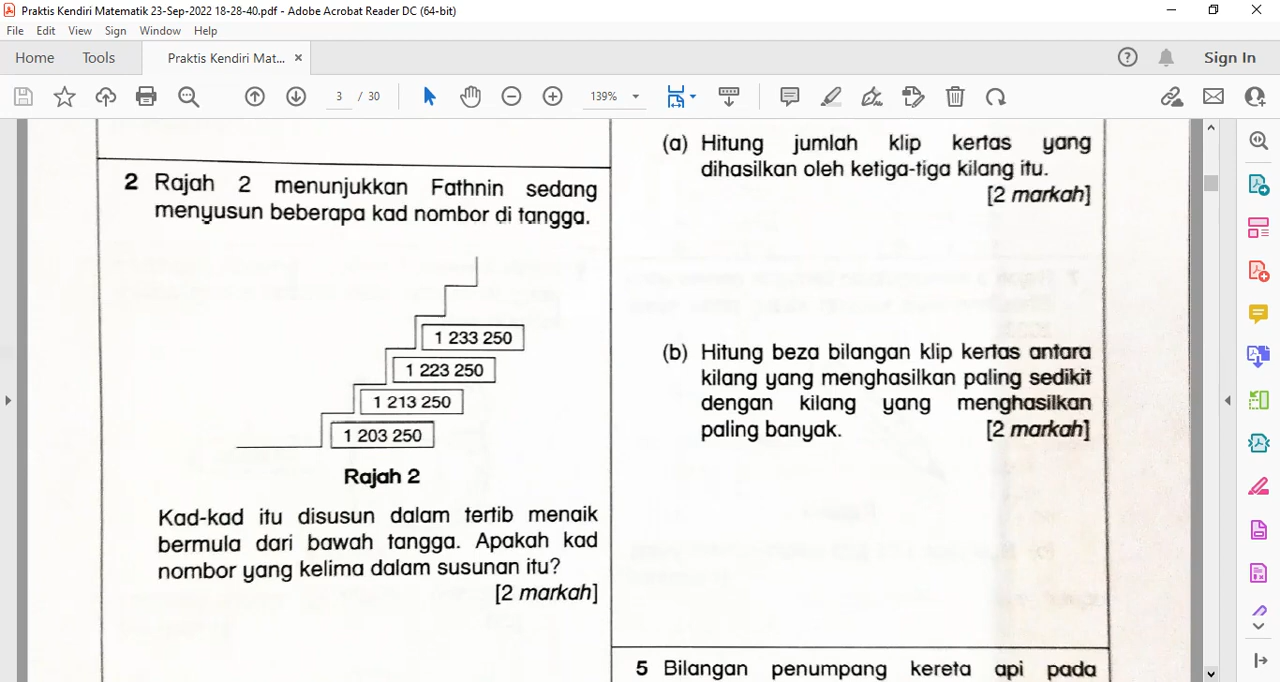 Praktis Kendiri Matematik 23-Sep-2022 18-28-40.pdf - Adobe Acrobat Reader DC (64-bit)
File Edit View Sign Window Help
Home Tools Praktis Kendiri Mat... × Sign In
3 / 30 139%
2 Rajah 2 menunjukkan Fathnin sedang
menyusun beberapa kad nombor di tangga.
1 233 250
1 223 250
1 213 250
1 203 250
Rajah 2
Kad-kad itu disusun dalam tertib menaik
bermula dari bawah tangga. Apakah kad
nombor yang kelima dalam susunan itu?
[2 markah]
(a) Hitung jumlah klip kertas yang
dihasilkan oleh ketiga-tiga kilang itu.
[2 markah]
(b) Hitung beza bilangan klip kertas antara
kilang yang menghasilkan paling sedikit
dengan kilang yang menghasilkan
paling banyak. [2 markah]
5 Bilangan penumpang kereta api pada